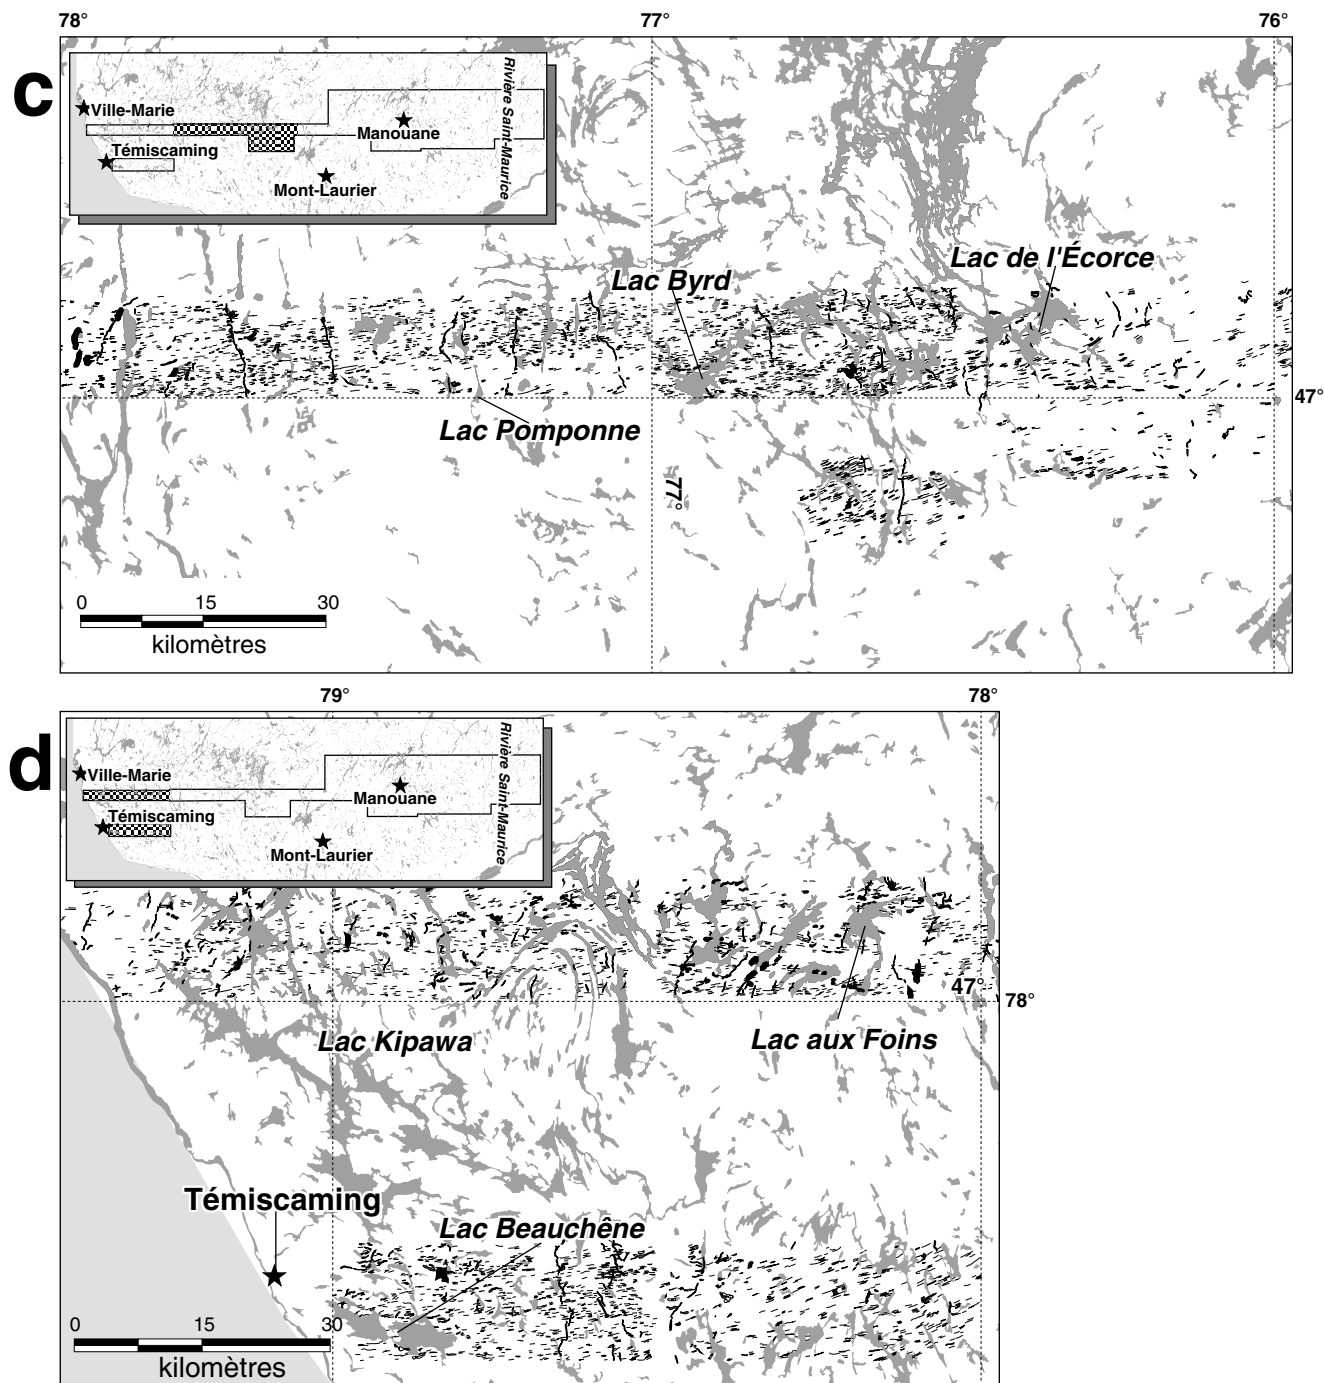 78°
77°
76°
c
Ville-Marie
Témiscaming
Manouane
Mont-Laurier
Rivière Saint-Maurice
Lac Byrd
Lac de l'Écorce
47°
Lac Pomponne
77°
0 15 30
kilomètres
79°
78°
d
Ville-Marie
Témiscaming
Manouane
Mont-Laurier
Rivière Saint-Maurice
47°
78°
Lac Kipawa
Lac aux Foins
Témiscaming
Lac Beauchêne
0 15 30
kilomètres